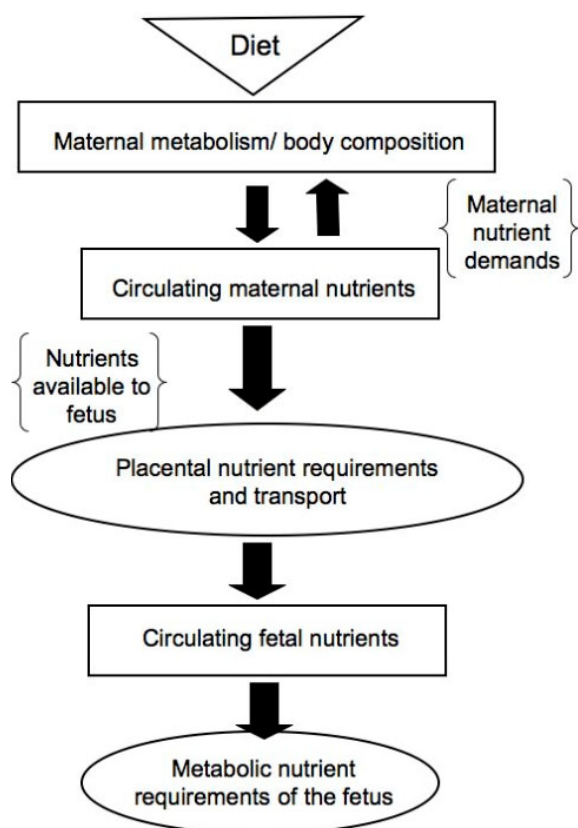 Diet
Maternal metabolism/ body composition
Maternal
nutrient
demands
Circulating maternal nutrients
Nutrients
available to
fetus
Placental nutrient requirements
and transport
Circulating fetal nutrients
Metabolic nutrient
requirements of the fetus